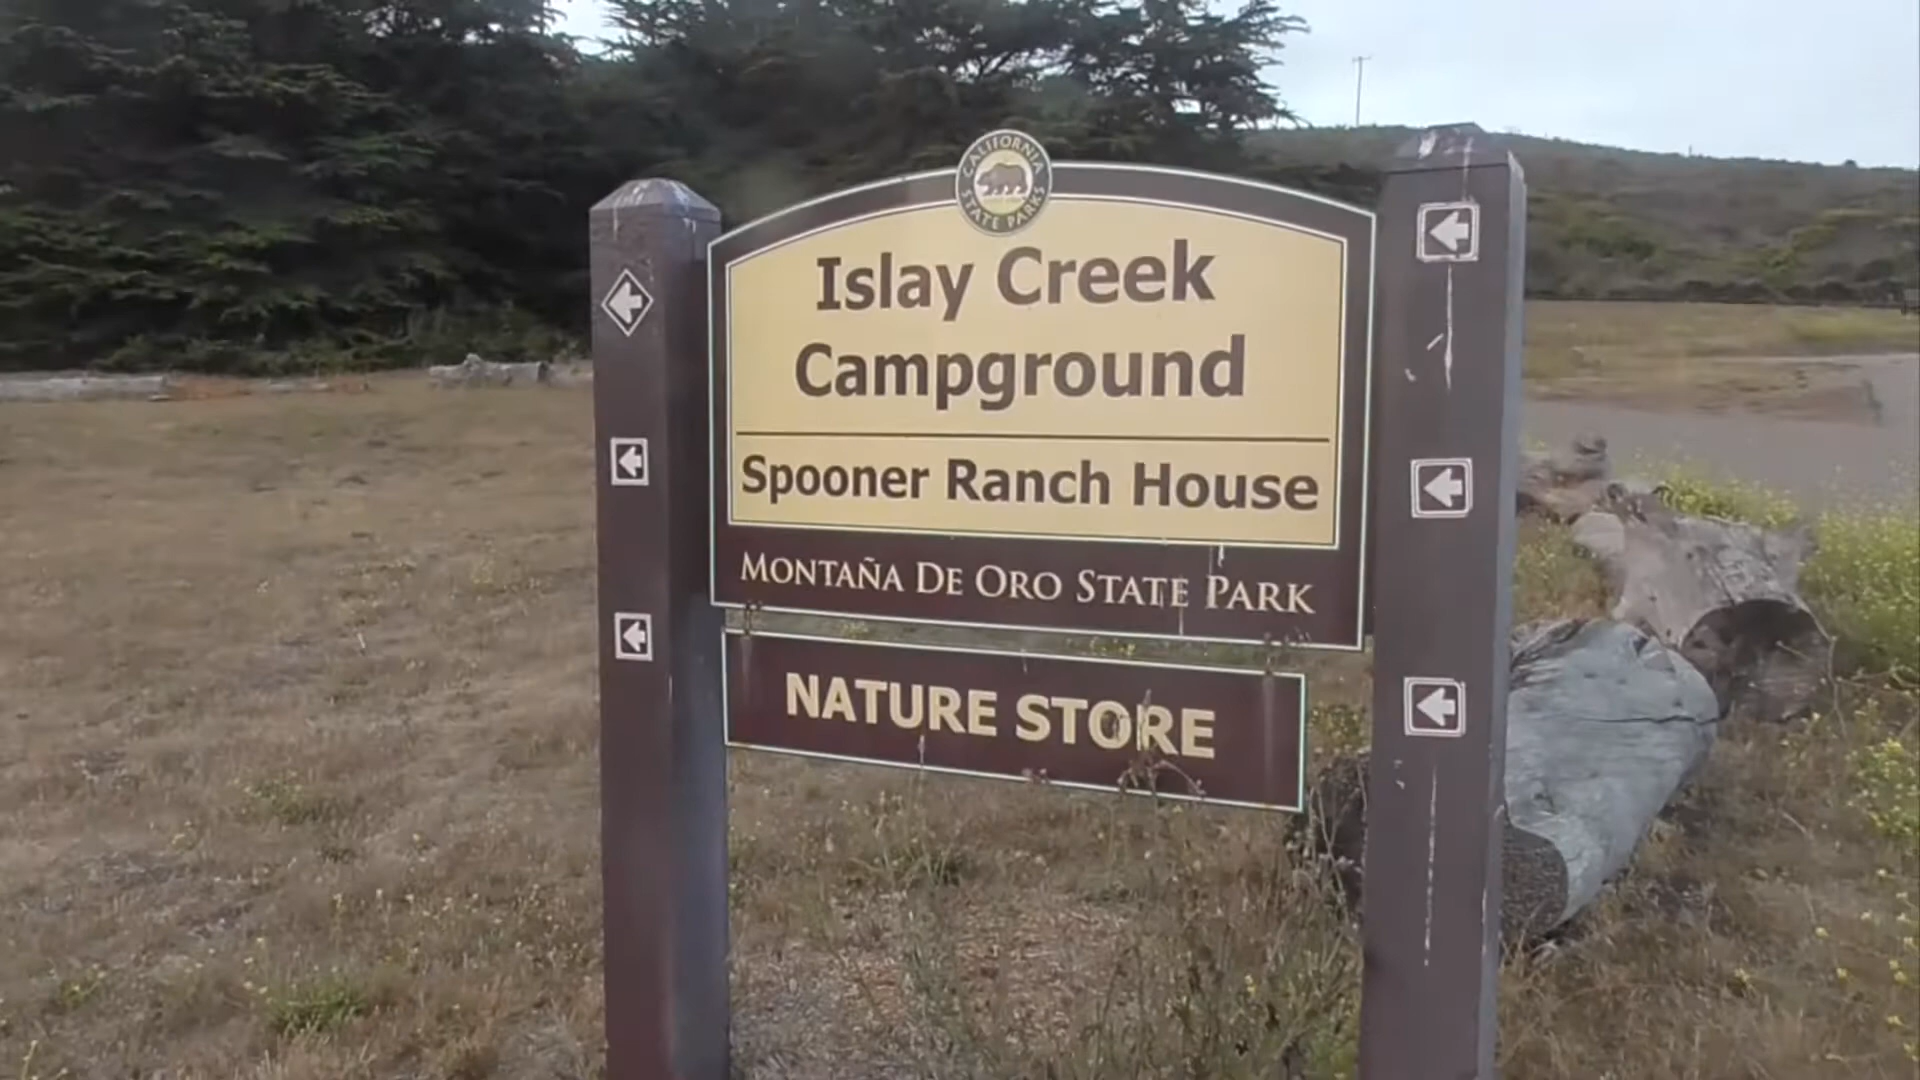 CALIFORNIA
STATE PARKS
Islay Creek
Campground
Spooner Ranch House
MONTAÑA DE ORO STATE PARK
NATURE STORE